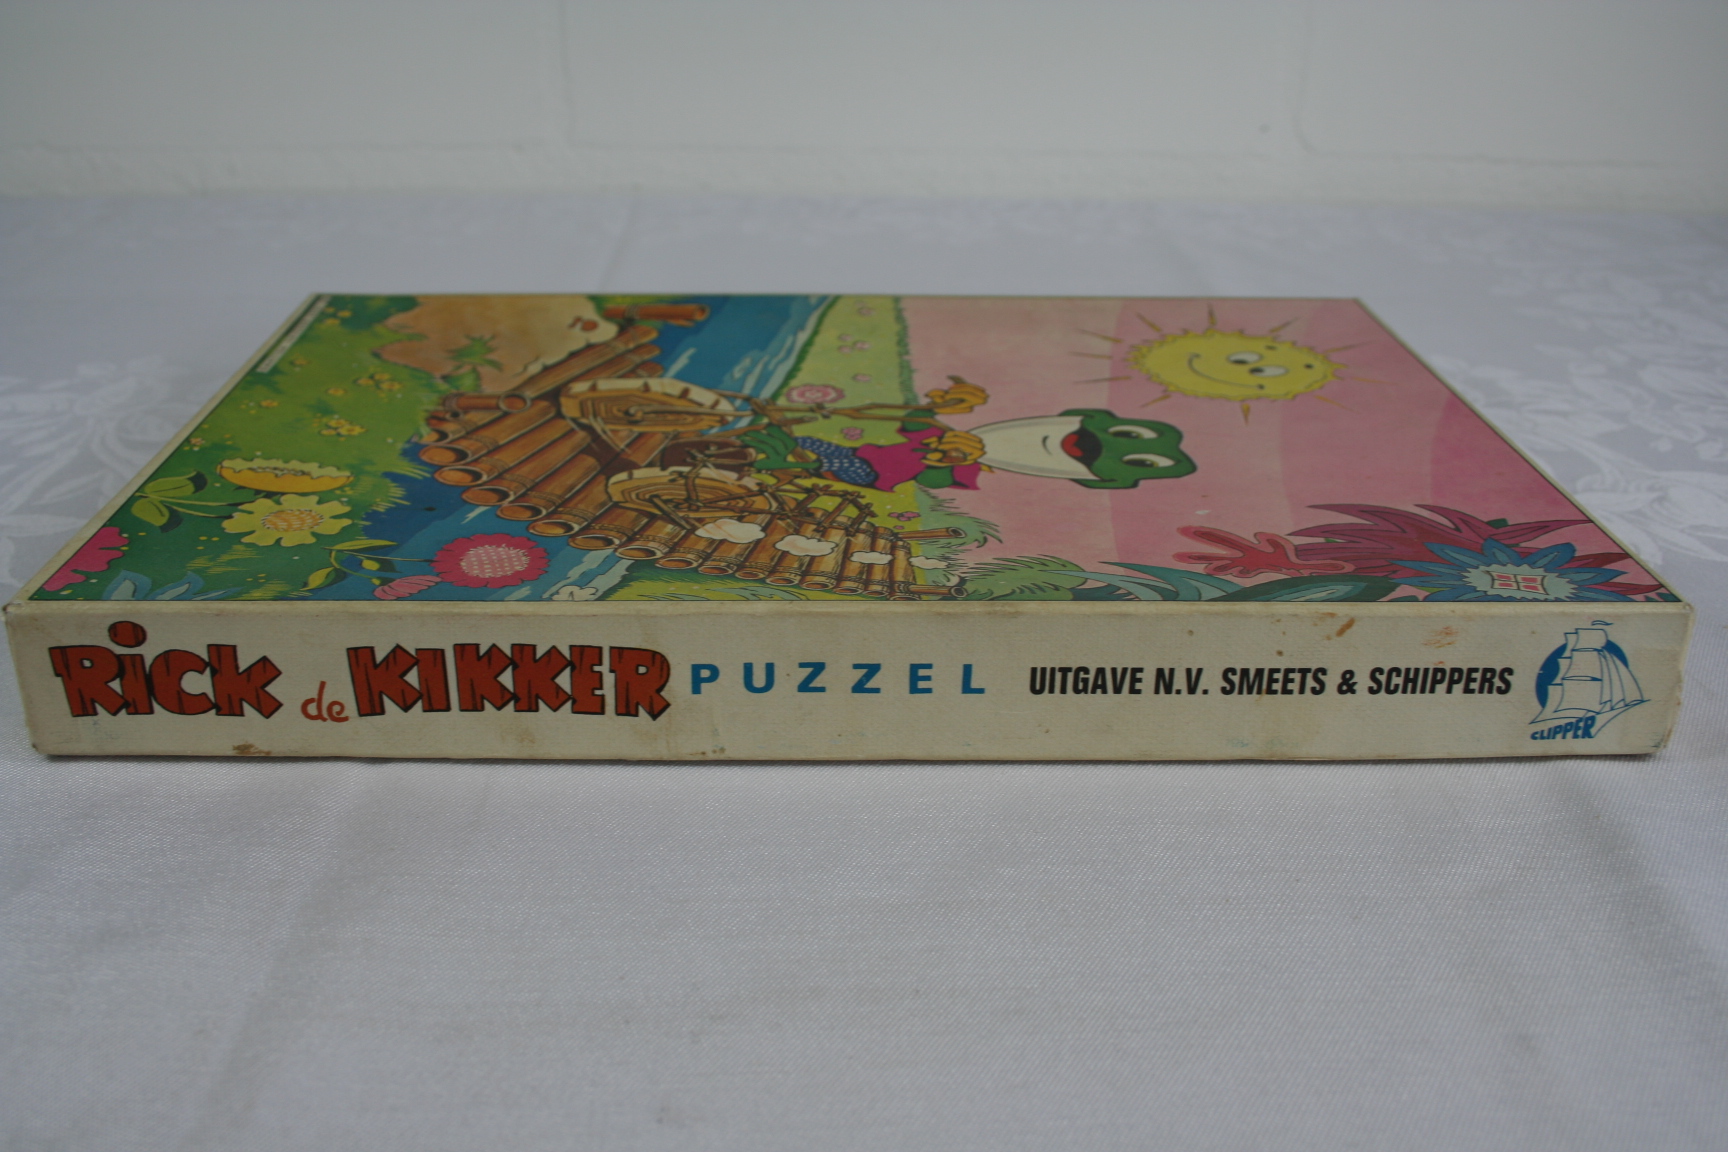 Rick de KIKKER PUZZEL UITGAVE N.V. SMEETS & SCHIPPERS
CLIPPER